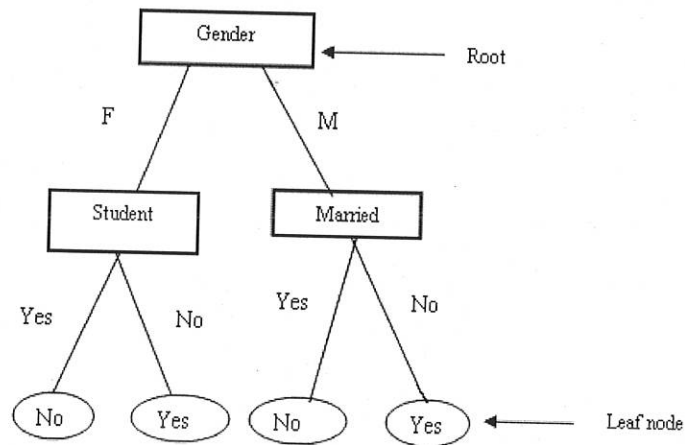 Gender
Root
F
M
Student
Married
Yes
No
Yes
No
No
Yes
No
Yes
Leaf node